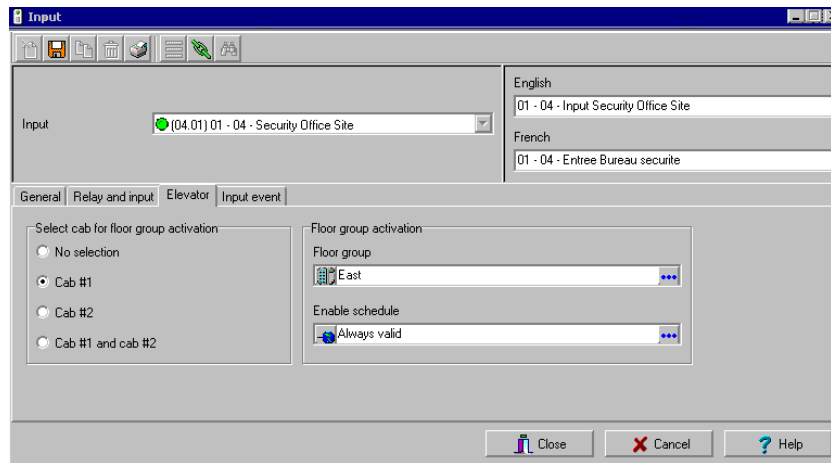 Input
English
01 - 04 - Input Security Office Site
Input
(04.01) 01 - 04 - Security Office Site
French
01 - 04 - Entree Bureau securite
General
Relay and input
Elevator
Input event
Select cab for floor group activation
No selection
Cab #1
Cab #2
Cab #1 and cab #2
Floor group activation
Floor group
East
Enable schedule
Always valid
Close
Cancel
Help